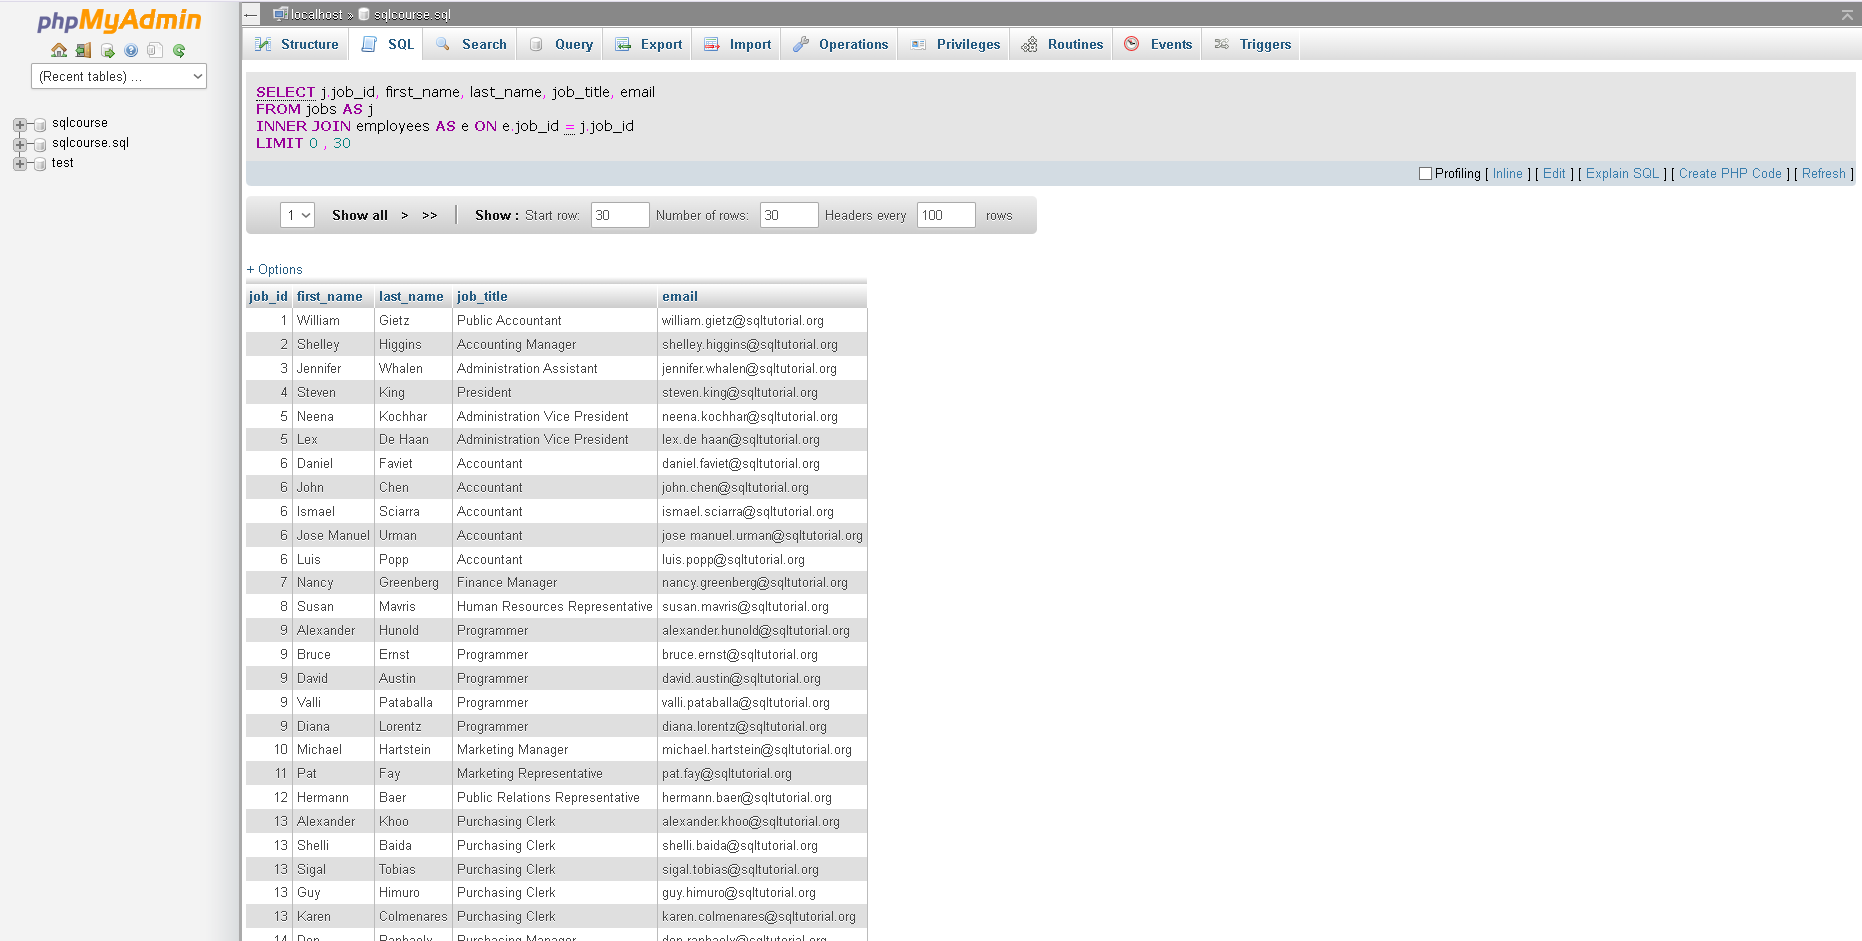 phpMyAdmin
(Recent tables) ...
sqlcourse
sqlcourse.sql
test
localhost » sqlcourse.sql
Structure SQL Search Query Export Import Operations Privileges Routines Events Triggers
SELECT j.job_id, first_name, last_name, job_title, email
FROM jobs AS j
INNER JOIN employees AS e ON e.job_id = j.job_id
LIMIT 0 , 30
Profiling [ Inline ] [ Edit ] [ Explain SQL ] [ Create PHP Code ] [ Refresh ]
1 Show all > >> Show : Start row: 30 Number of rows: 30 Headers every 100 rows
+ Options
job_id first_name last_name job_title email
1 William Gietz Public Accountant william.gietz@sqltutorial.org
2 Shelley Higgins Accounting Manager shelley.higgins@sqltutorial.org
3 Jennifer Whalen Administration Assistant jennifer.whalen@sqltutorial.org
4 Steven King President steven.king@sqltutorial.org
5 Neena Kochhar Administration Vice President neena.kochhar@sqltutorial.org
5 Lex De Haan Administration Vice President lex.de haan@sqltutorial.org
6 Daniel Faviet Accountant daniel.faviet@sqltutorial.org
6 John Chen Accountant john.chen@sqltutorial.org
6 Ismael Sciarra Accountant ismael.sciarra@sqltutorial.org
6 Jose Manuel Urman Accountant jose manuel.urman@sqltutorial.org
6 Luis Popp Accountant luis.popp@sqltutorial.org
7 Nancy Greenberg Finance Manager nancy.greenberg@sqltutorial.org
8 Susan Mavris Human Resources Representative susan.mavris@sqltutorial.org
9 Alexander Hunold Programmer alexander.hunold@sqltutorial.org
9 Bruce Ernst Programmer bruce.ernst@sqltutorial.org
9 David Austin Programmer david.austin@sqltutorial.org
9 Valli Pataballa Programmer valli.pataballa@sqltutorial.org
9 Diana Lorentz Programmer diana.lorentz@sqltutorial.org
10 Michael Hartstein Marketing Manager michael.hartstein@sqltutorial.org
11 Pat Fay Marketing Representative pat.fay@sqltutorial.org
12 Hermann Baer Public Relations Representative hermann.baer@sqltutorial.org
13 Alexander Khoo Purchasing Clerk alexander.khoo@sqltutorial.org
13 Shelli Baida Purchasing Clerk shelli.baida@sqltutorial.org
13 Sigal Tobias Purchasing Clerk sigal.tobias@sqltutorial.org
13 Guy Himuro Purchasing Clerk guy.himuro@sqltutorial.org
13 Karen Colmenares Purchasing Clerk karen.colmenares@sqltutorial.org
14 Den Raphaely Purchasing Manager den.raphaely@sqltutorial.org